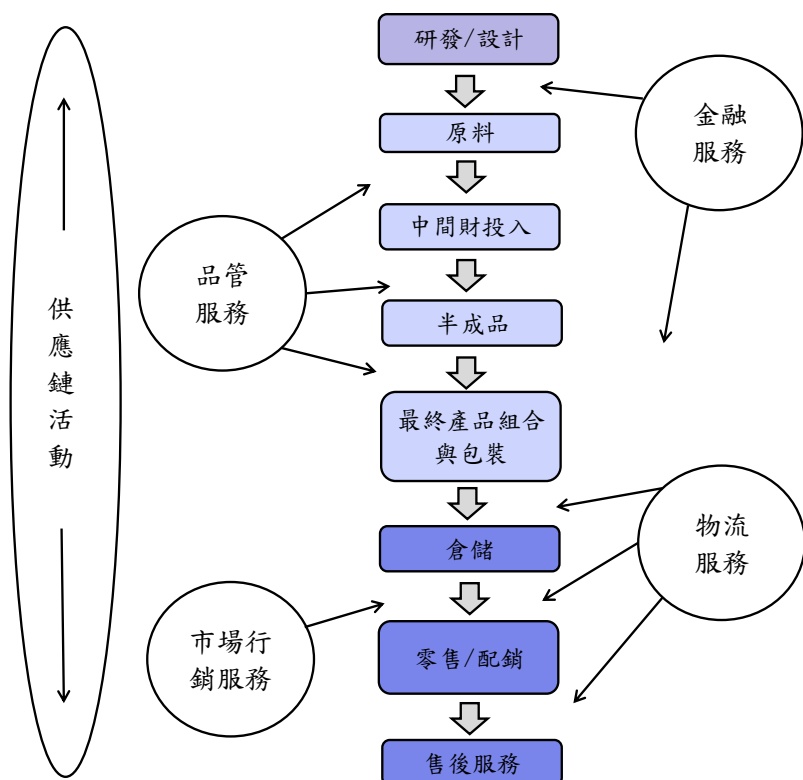 研發/設計
原料
中間財投入
半成品
最終產品組合
與包裝
倉儲
零售/配銷
售後服務
金融
服務
品管
服務
物流
服務
市場行
銷服務
供
應
鏈
活
動